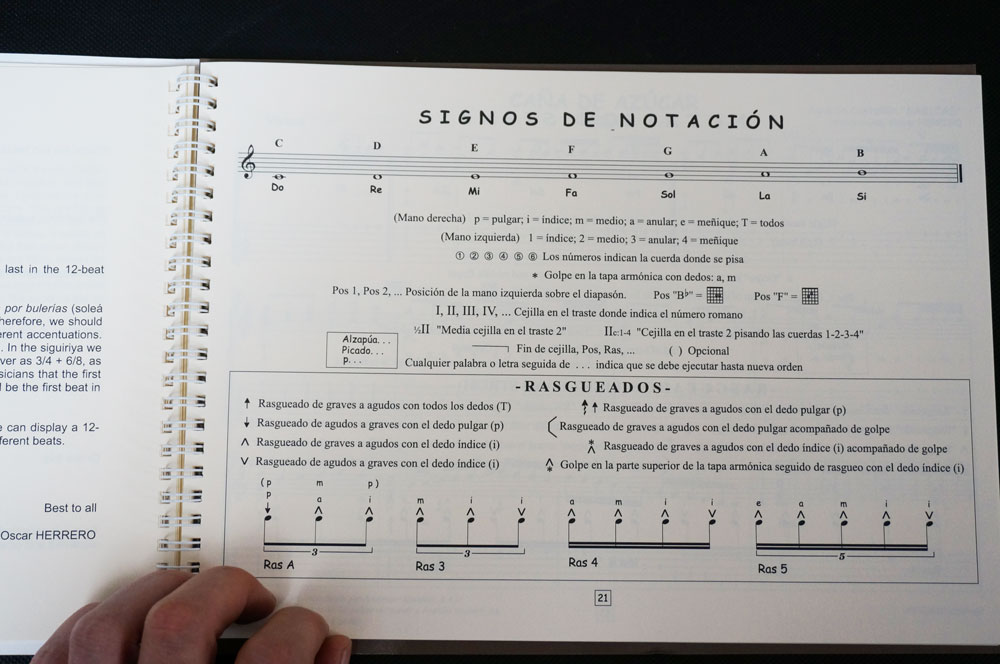 last in the 12-beat
por bulerías (soleá
herefore, we should
erent accentuations.
. In the siguiriya we
ver as 3/4 + 6/8, as
sicians that the first
l be the first beat in
e can display a 12-
ferent beats.
Best to all
Oscar HERRERO
SIGNOS DE NOTACIÓN
C D E F G A B
Do Re Mi Fa Sol La Si
(Mano derecha) p = pulgar; i = índice; m = medio; a = anular; e = meñique; T = todos
(Mano izquierda) 1 = índice; 2 = medio; 3 = anular; 4 = meñique
① ② ③ ④ ⑤ ⑥ Los números indican la cuerda donde se pisa
* Golpe en la tapa armónica con dedos: a, m
Pos 1, Pos 2, ... Posición de la mano izquierda sobre el diapasón. Pos "Bb" = Pos "F" =
I, II, III, IV, ... Cejilla en el traste donde indica el número romano
½II "Media cejilla en el traste 2" IIc:1-4 "Cejilla en el traste 2 pisando las cuerdas 1-2-3-4"
Alzapúa. . .
Picado. . .
p. . .
Fin de cejilla, Pos, Ras, ... ( ) Opcional
Cualquier palabra o letra seguida de . . . indica que se debe ejecutar hasta nueva orden
-RASGUEADOS-
Rasgueado de graves a agudos con todos los dedos (T)
Rasgueado de agudos a graves con el dedo pulgar (p)
Rasgueado de graves a agudos con el dedo índice (i)
Rasgueado de agudos a graves con el dedo índice (i)
Rasgueado de graves a agudos con el dedo pulgar (p)
Rasgueado de graves a agudos con el dedo pulgar acompañado de golpe
Rasgueado de graves a agudos con el dedo índice (i) acompañado de golpe
Golpe en la parte superior de la tapa armónica seguido de rasgueo con el dedo índice (i)
(p m p)
p a i m i i a m i i e a m i i
3 3 5
Ras A Ras 3 Ras 4 Ras 5
21